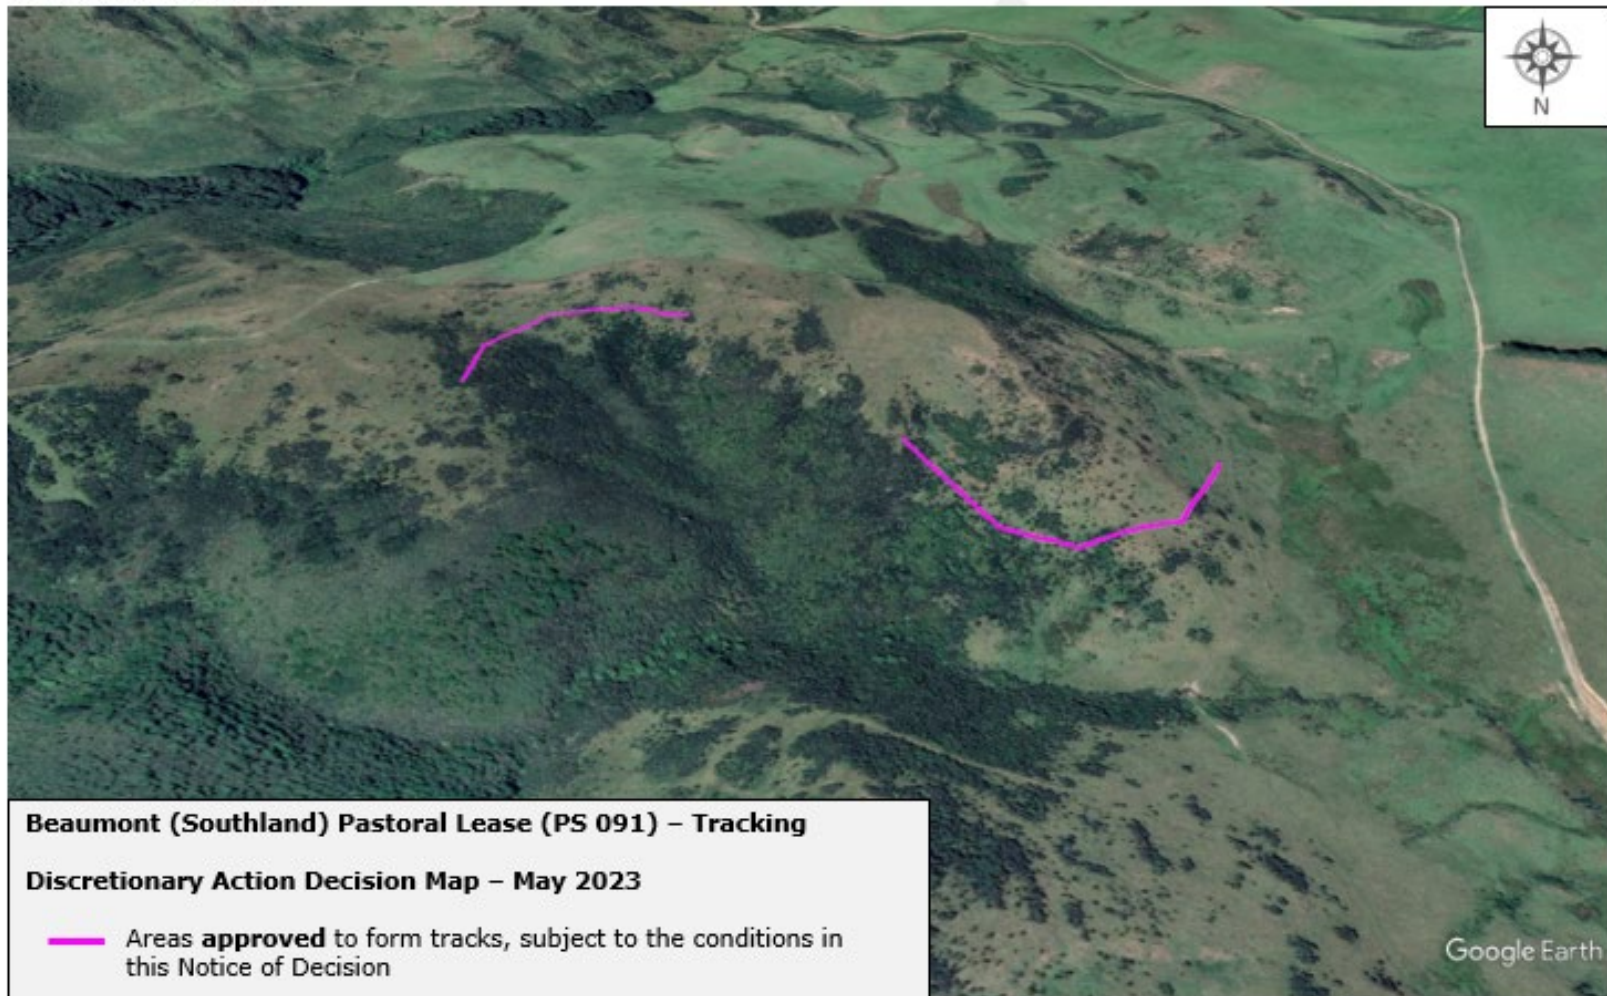 N
Beaumont (Southland) Pastoral Lease (PS 091) – Tracking
Discretionary Action Decision Map – May 2023
Areas approved to form tracks, subject to the conditions in
this Notice of Decision
Google Earth